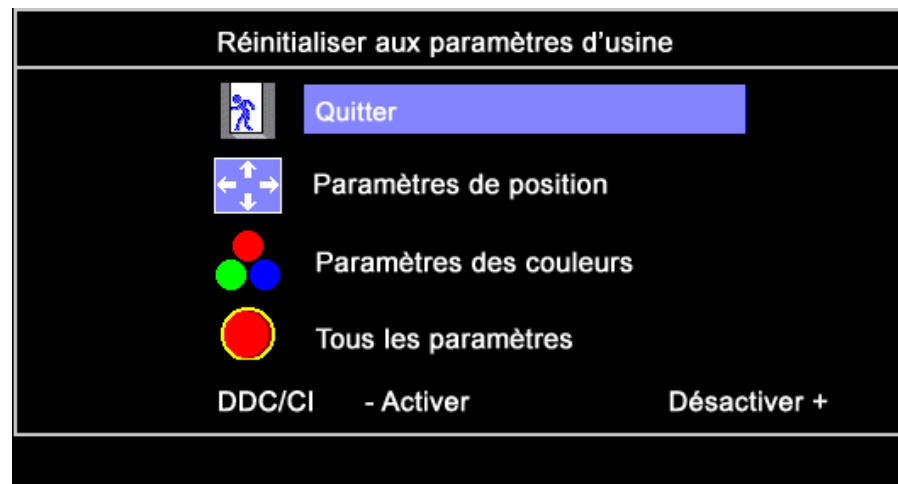 Réinitialiser aux paramètres d'usine
Quitter
Paramètres de position
Paramètres des couleurs
Tous les paramètres
DDC/CI - Activer Désactiver +